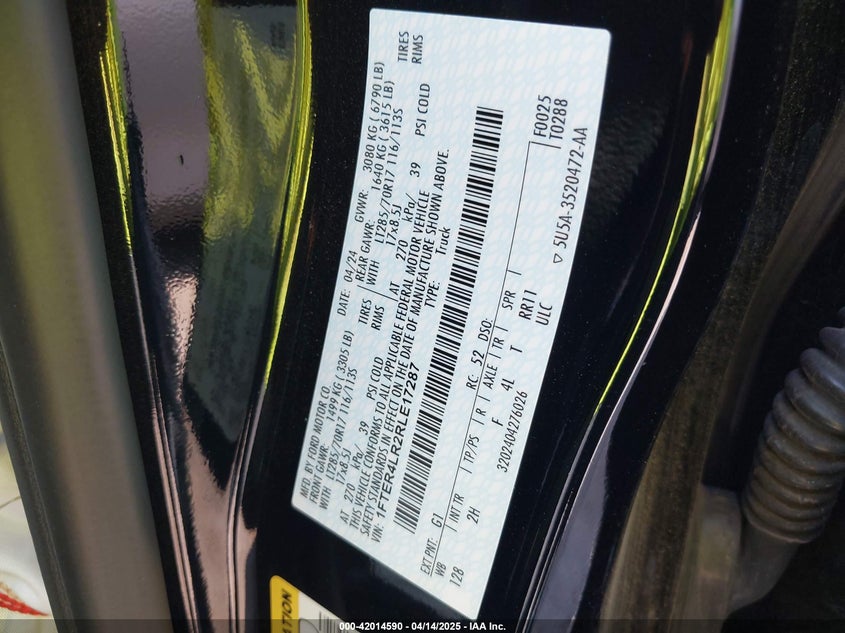 MFD. BY FORD MOTOR CO.
DATE: 04/24 GVWR: 3080 KG ( 6790 LB)
FRONT GAWR: 1499 KG ( 3305 LB) REAR GAWR: 1640 KG ( 3615 LB)
WITH LT285/70R17 116/113S TIRES WITH LT285/70R17 116/113S TIRES
17x8.5J RIMS 17x8.5J RIMS
AT 270 kPa/ 39 PSI COLD AT 270 kPa/ 39 PSI COLD
THIS VEHICLE CONFORMS TO ALL APPLICABLE FEDERAL MOTOR VEHICLE
SAFETY STANDARDS IN EFFECT ON THE DATE OF MANUFACTURE SHOWN ABOVE.
VIN: 1FTER4LR2RLE17287 TYPE: Truck
F0025
T0288
EXT PNT: G1 RC: 52 DSO:
WB INT TR TP/PS R AXLE TR SPR
128 2H F 4L T RR11
3202404276026 ULC
▽ 5U5A-3520472-AA
000-42014590 - 04/14/2025 - IAA Inc.